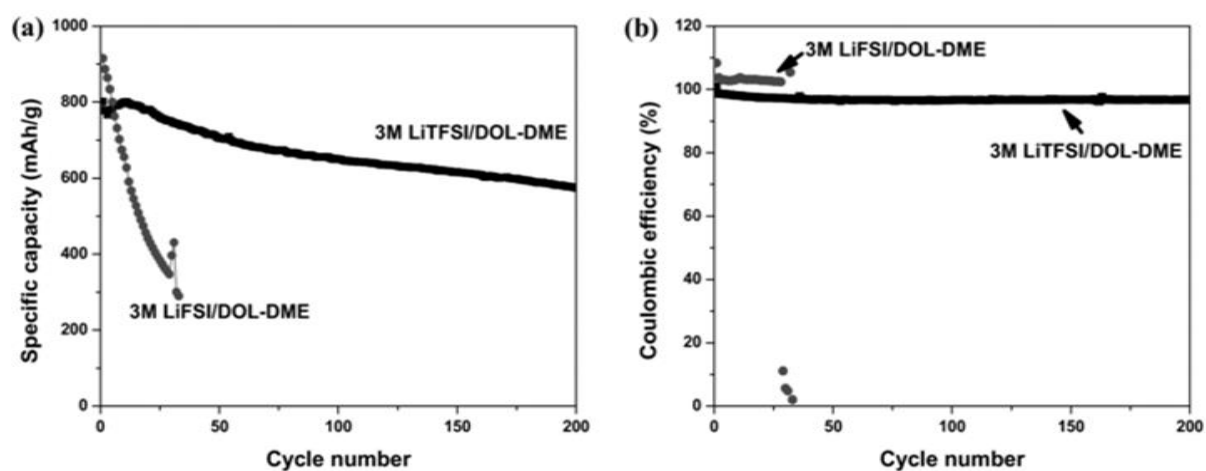 (a)
1000
800
600
400
200
0
Specific capacity (mAh/g)
3M LiTFSI/DOL-DME
3M LiFSI/DOL-DME
0 50 100 150 200
Cycle number
(b)
120
100
80
60
40
20
0
Coulombic efficiency (%)
3M LiFSI/DOL-DME
3M LiTFSI/DOL-DME
0 50 100 150 200
Cycle number